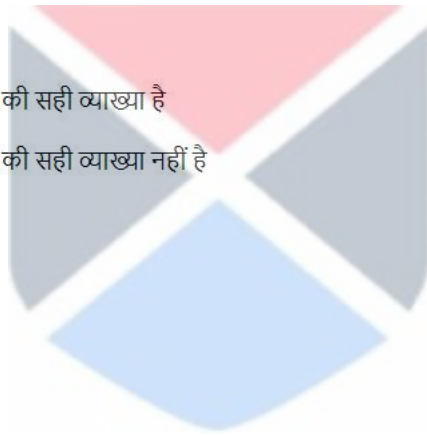 की सही व्याख्या है
की सही व्याख्या नहीं है